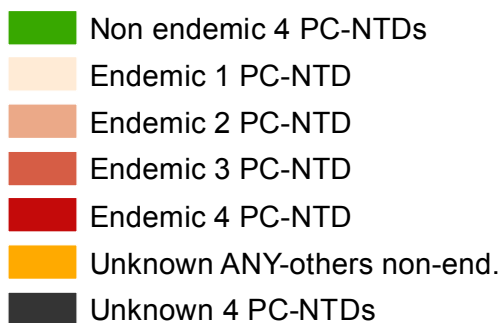 Non endemic 4 PC-NTDs
Endemic 1 PC-NTD
Endemic 2 PC-NTD
Endemic 3 PC-NTD
Endemic 4 PC-NTD
Unknown ANY-others non-end.
Unknown 4 PC-NTDs